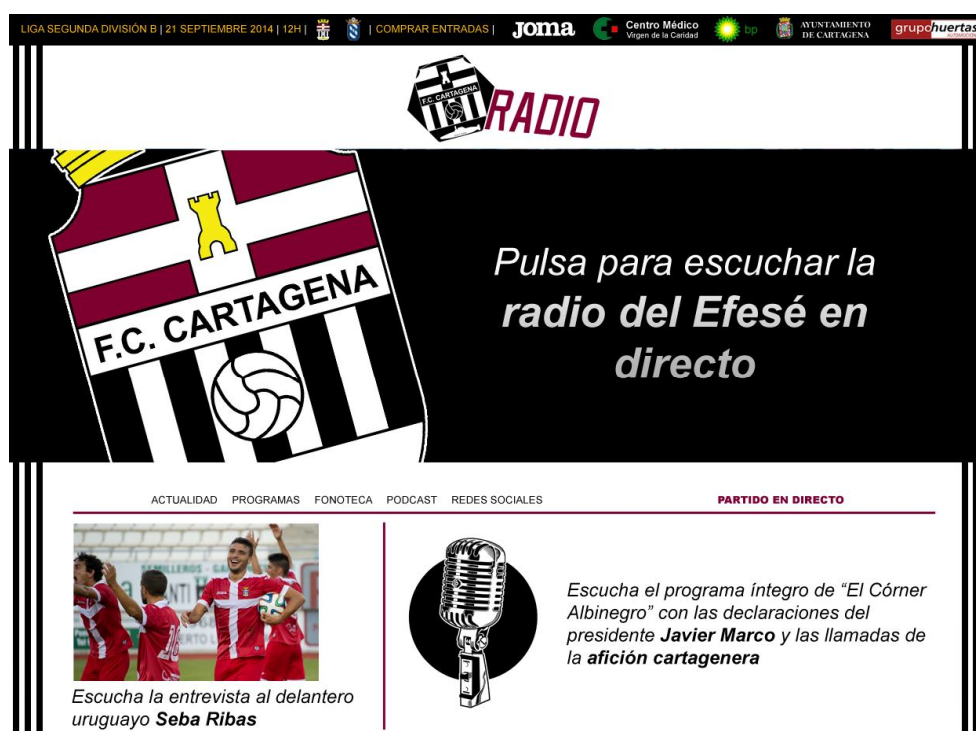 LIGA SEGUNDA DIVISIÓN B | 21 SEPTIEMBRE 2014 | 12H | | COMPRAR ENTRADAS |
Joma
Centro Médico
Virgen de la Caridad
bp
AYUNTAMIENTO
DE CARTAGENA
grupohuertas
AUTOMOCIÓN
F.C. CARTAGENA
RADIO
F.C. CARTAGENA
Pulsa para escuchar la
radio del Efesé en
directo
ACTUALIDAD PROGRAMAS FONOTECA PODCAST REDES SOCIALES PARTIDO EN DIRECTO
Escucha la entrevista al delantero
uruguayo Seba Ribas
Escucha el programa íntegro de “El Córner
Albinegro” con las declaraciones del
presidente Javier Marco y las llamadas de
la afición cartagenera